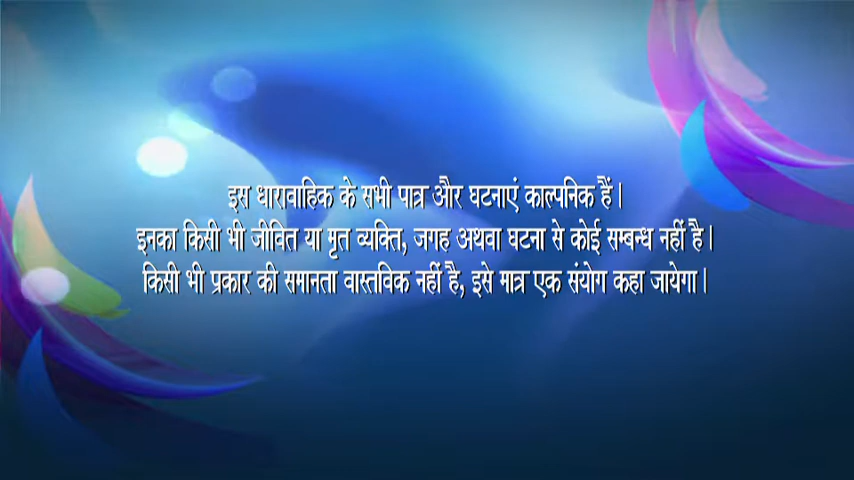 इस धारावाहिक के सभी पात्र और घटनाएं काल्पनिक हैं।
इनका किसी भी जीवित या मृत व्यक्ति, जगह अथवा घटना से कोई सम्बन्ध नहीं है।
किसी भी प्रकार की समानता वास्तविक नहीं है, इसे मात्र एक संयोग कहा जायेगा।